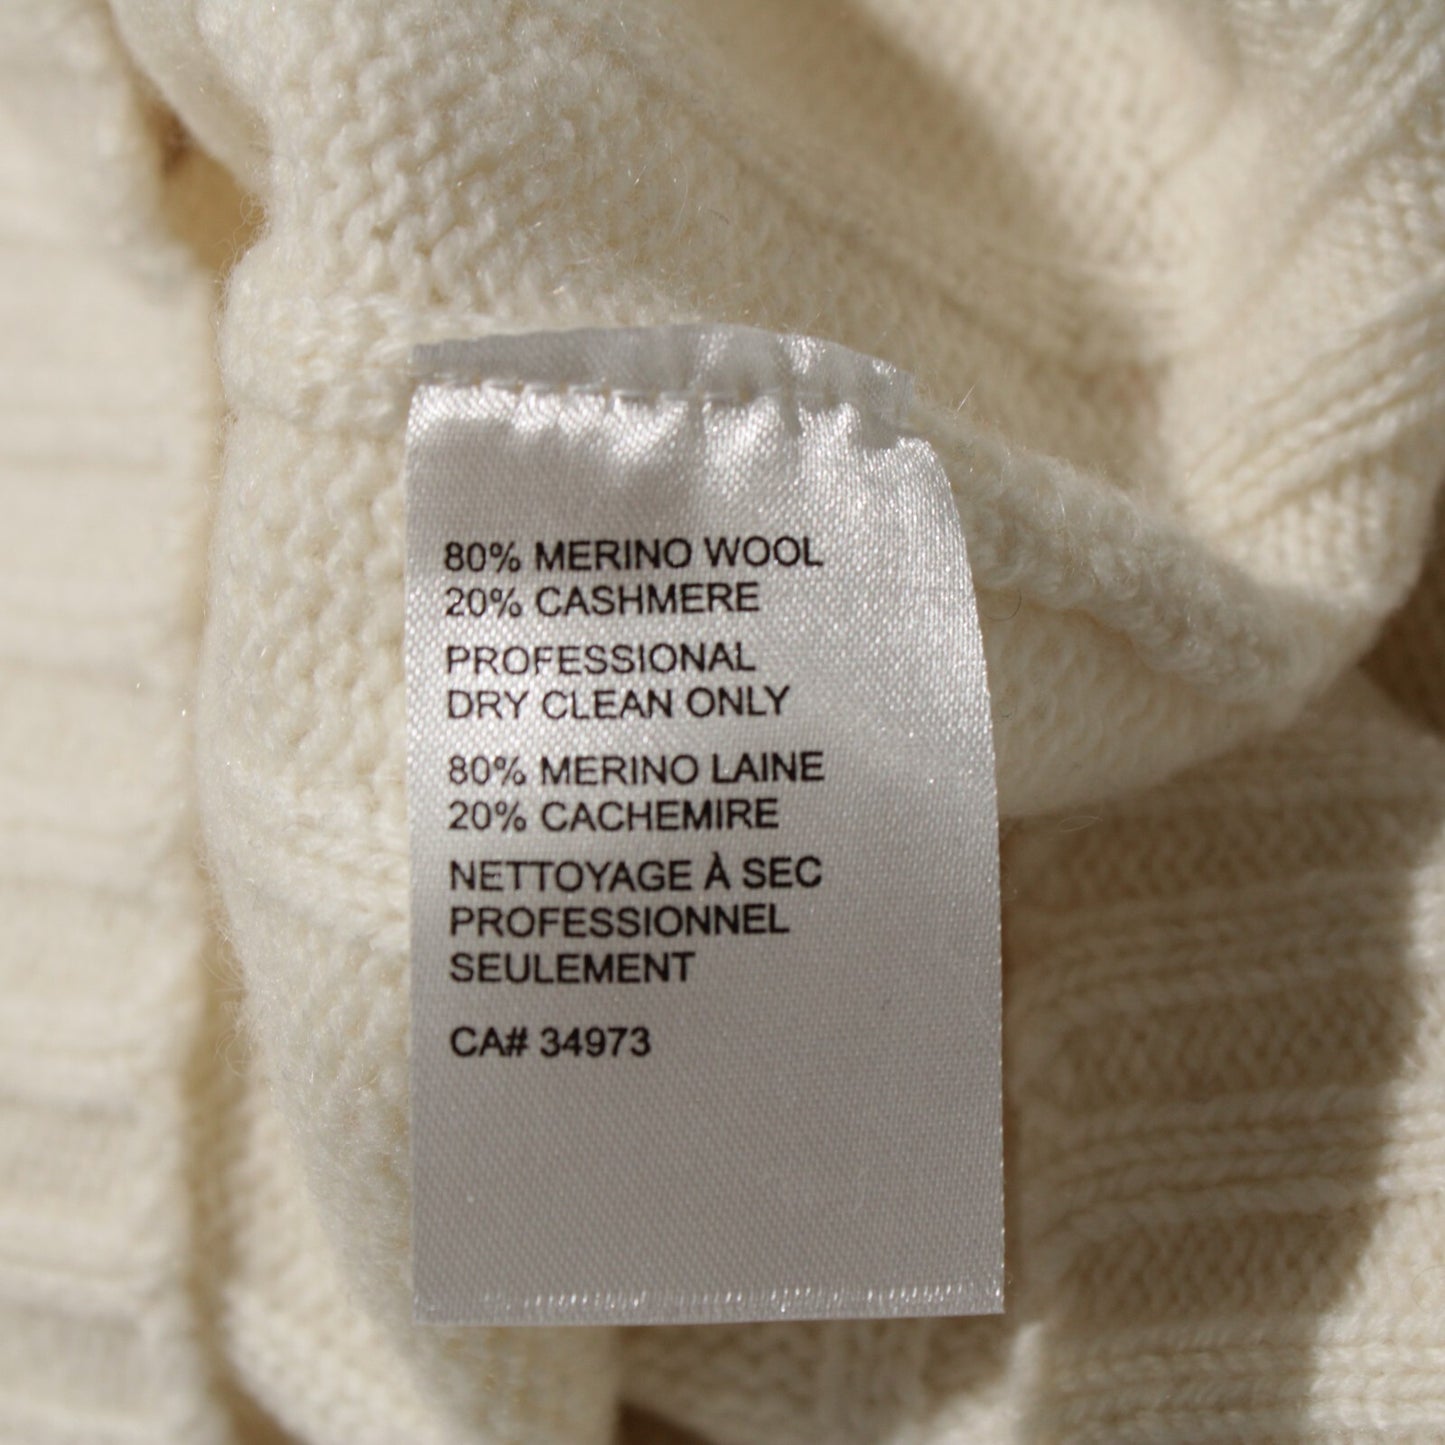 80% MERINO WOOL
20% CASHMERE
PROFESSIONAL
DRY CLEAN ONLY
80% MERINO LAINE
20% CACHEMIRE
NETTOYAGE À SEC
PROFESSIONNEL
SEULEMENT
CA# 34973